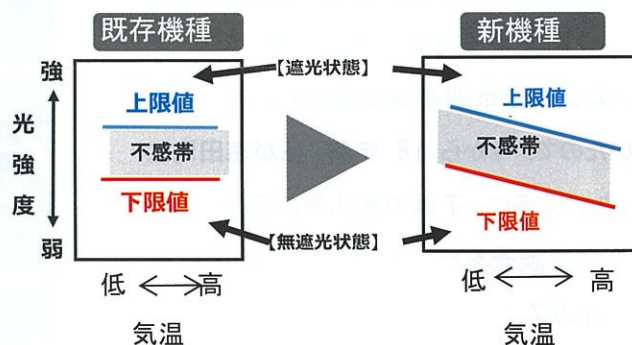 既存機種
新機種
強
光強度
弱
【遮光状態】
上限値
不感帯
下限値
【無遮光状態】
上限値
不感帯
下限値
低
高
気温
低
高
気温